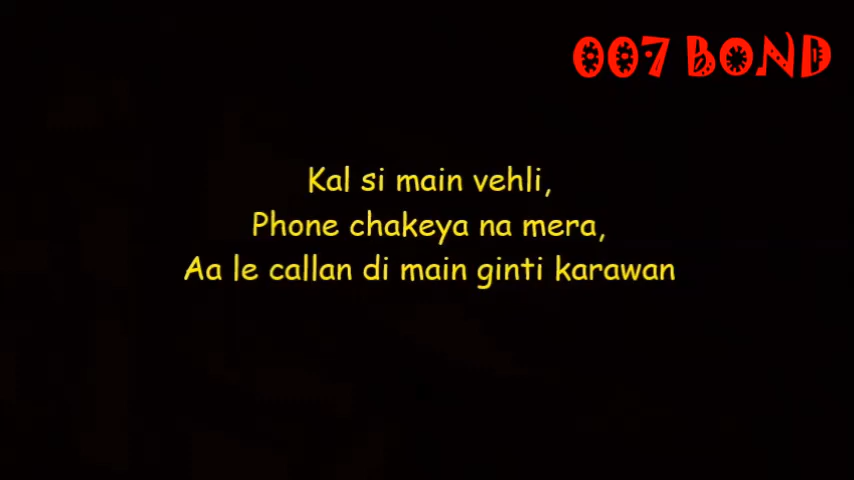 007 BOND
Kal si main vehli,
Phone chakeya na mera,
Aa le callan di main ginti karawan